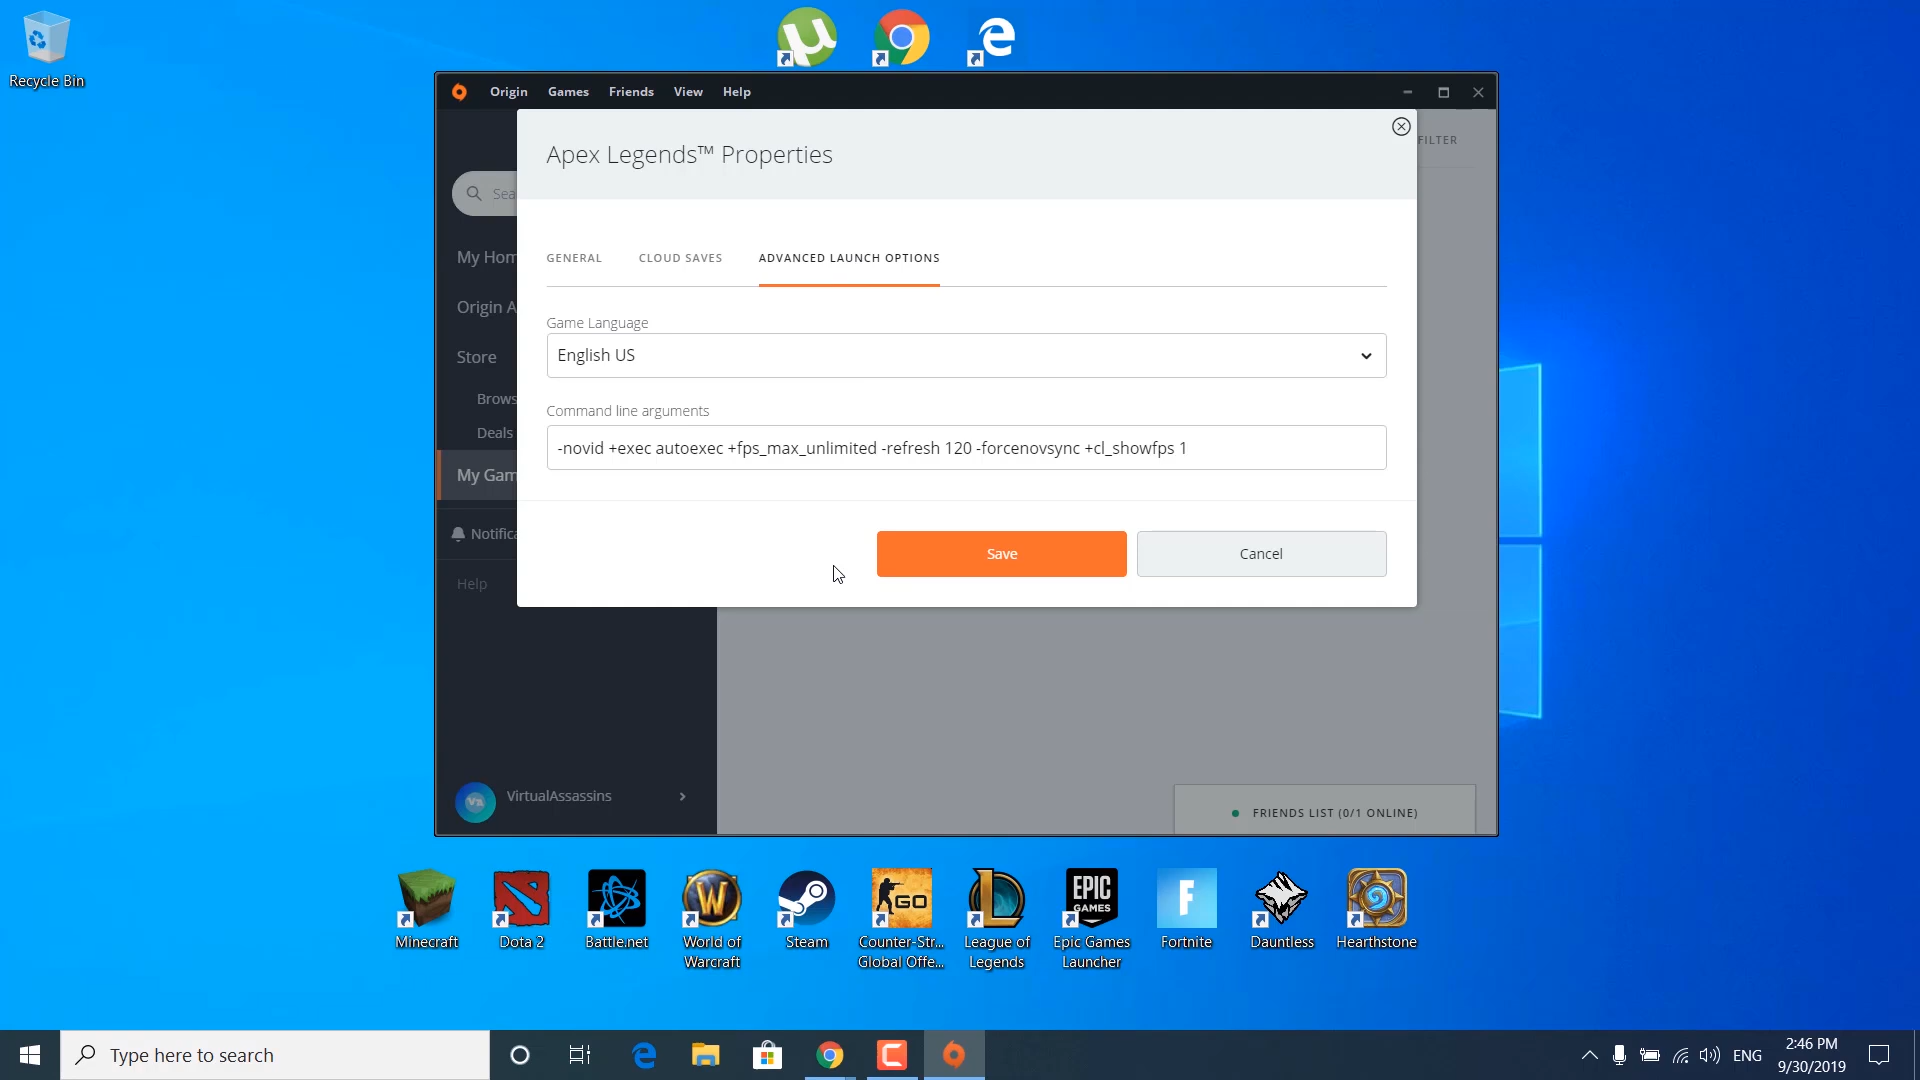 Recycle Bin
Origin Games Friends View Help
FILTER
Apex Legends™ Properties
Sea
My Hom
GENERAL CLOUD SAVES ADVANCED LAUNCH OPTIONS
Origin A
Game Language
English US
Store
Brows
Command line arguments
Deals
-novid +exec autoexec +fps_max_unlimited -refresh 120 -forcenovsync +cl_showfps 1
My Gam
Notifica
Save Cancel
Help
VirtualAssassins
FRIENDS LIST (0/1 ONLINE)
GO
EPIC
GAMES
Minecraft
Dota 2
Battle.net
World of
Warcraft
Steam
Counter-Str...
Global Offe...
League of
Legends
Epic Games
Launcher
Fortnite
Dauntless
Hearthstone
Type here to search
ENG
2:46 PM
9/30/2019